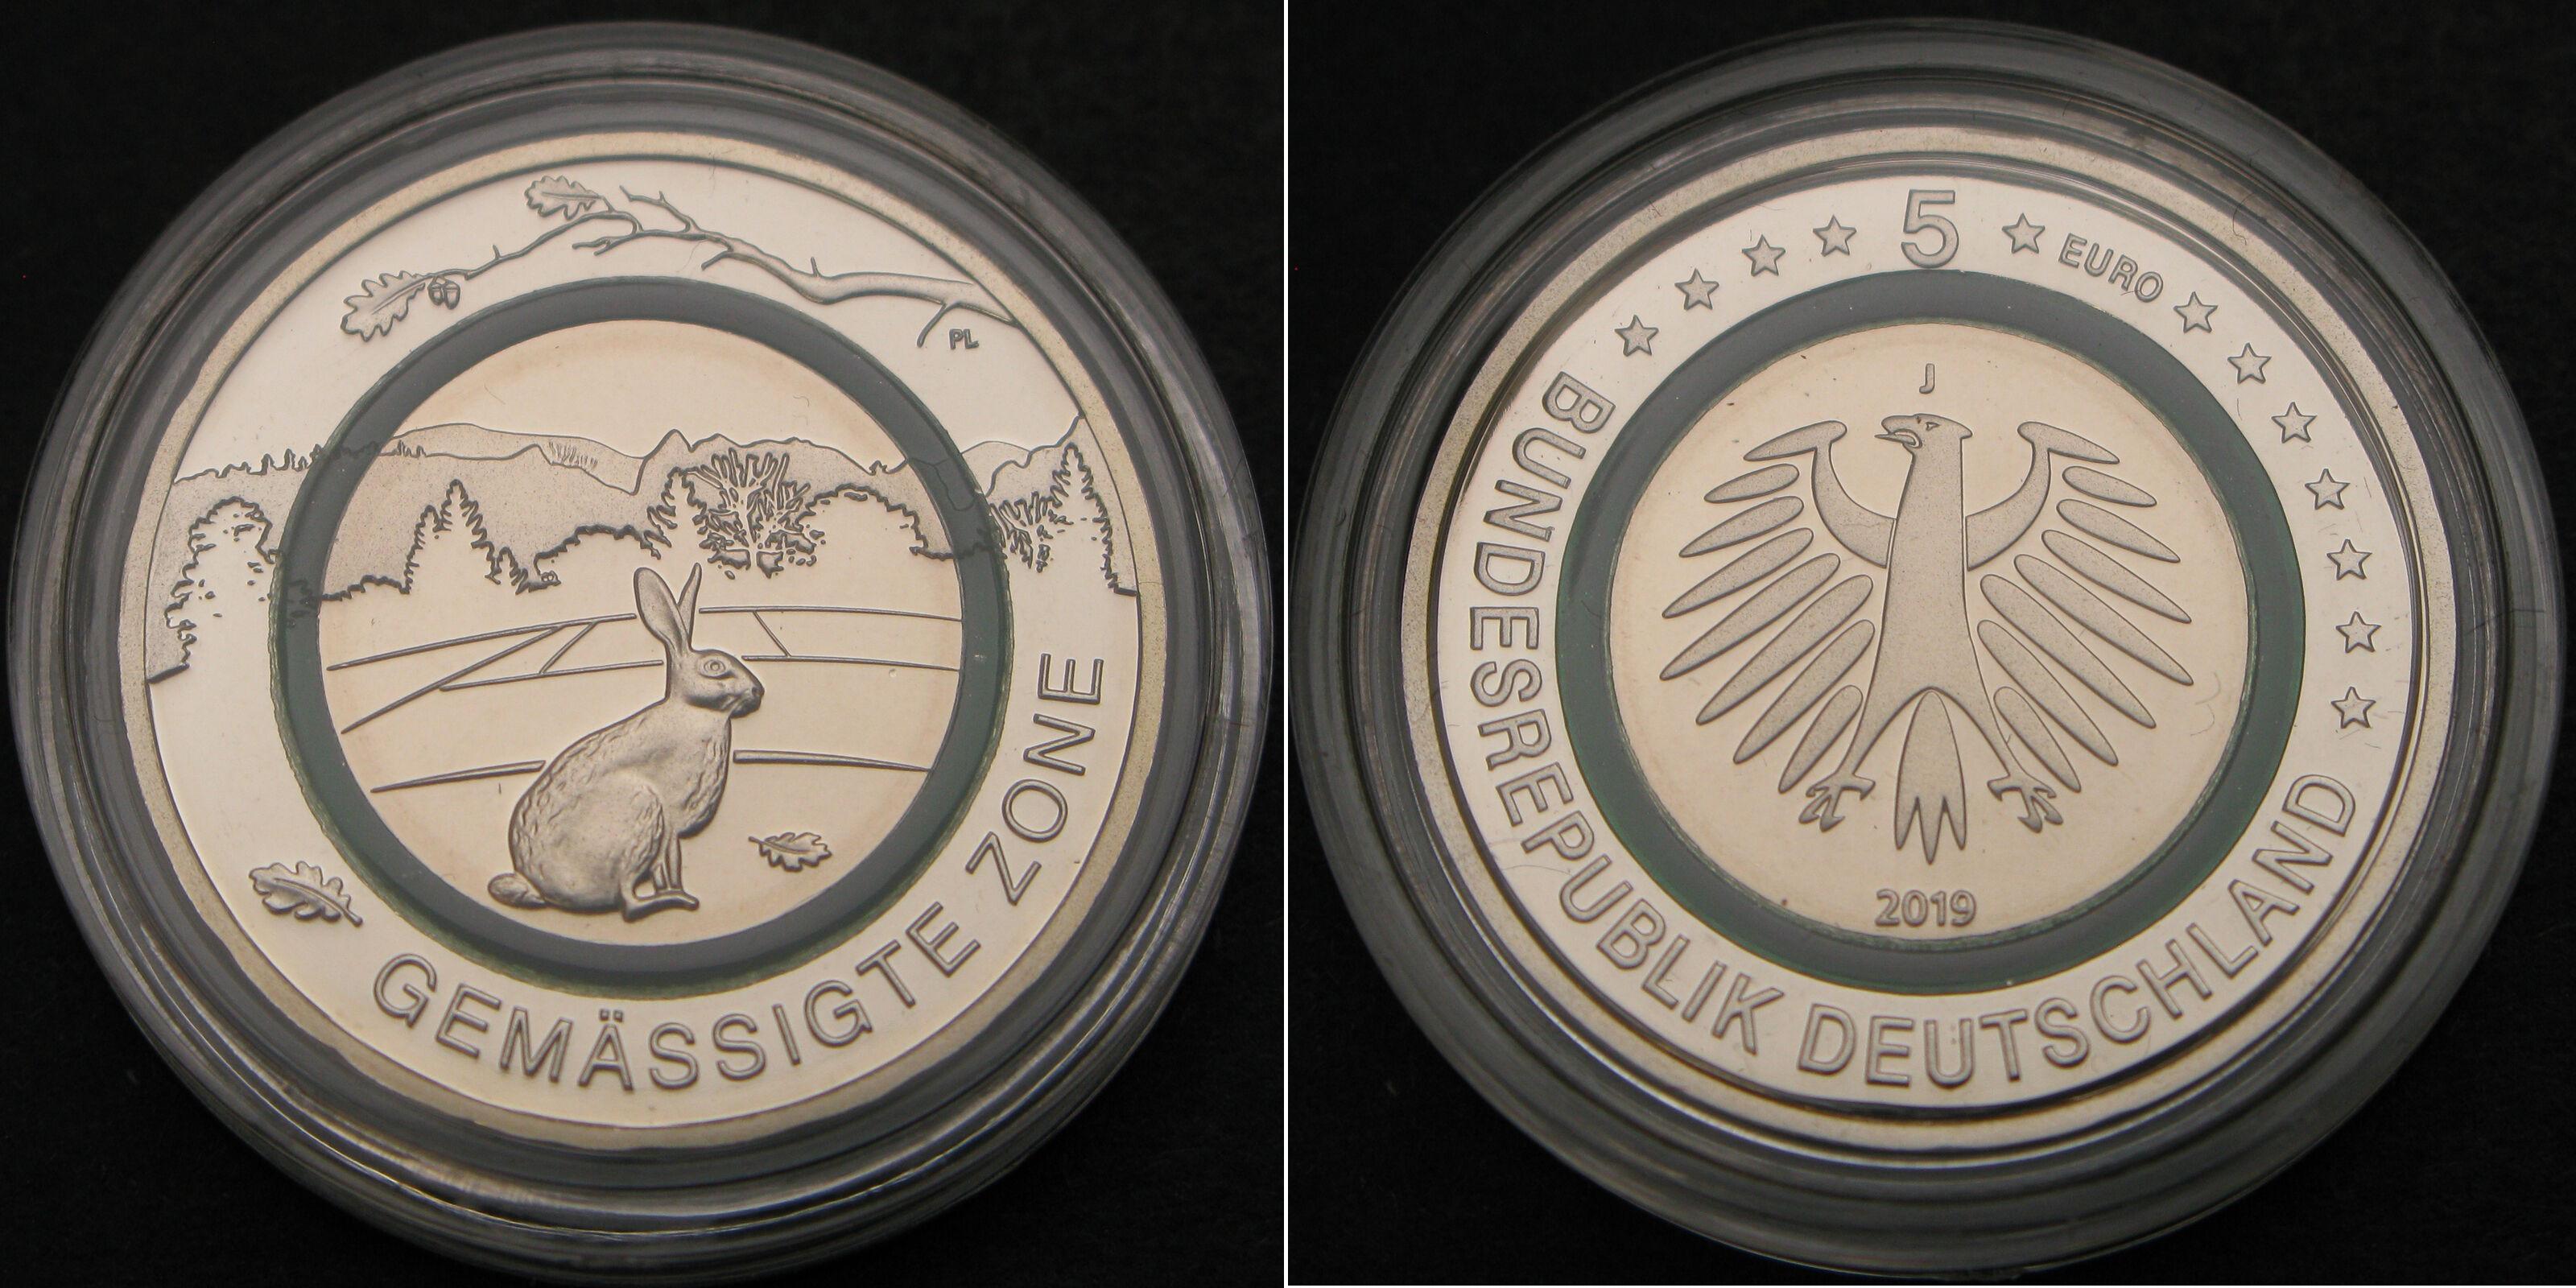 PL
GEMÄSSIGTE ZONE
5 EURO
J
2019
BUNDESREPUBLIK DEUTSCHLAND